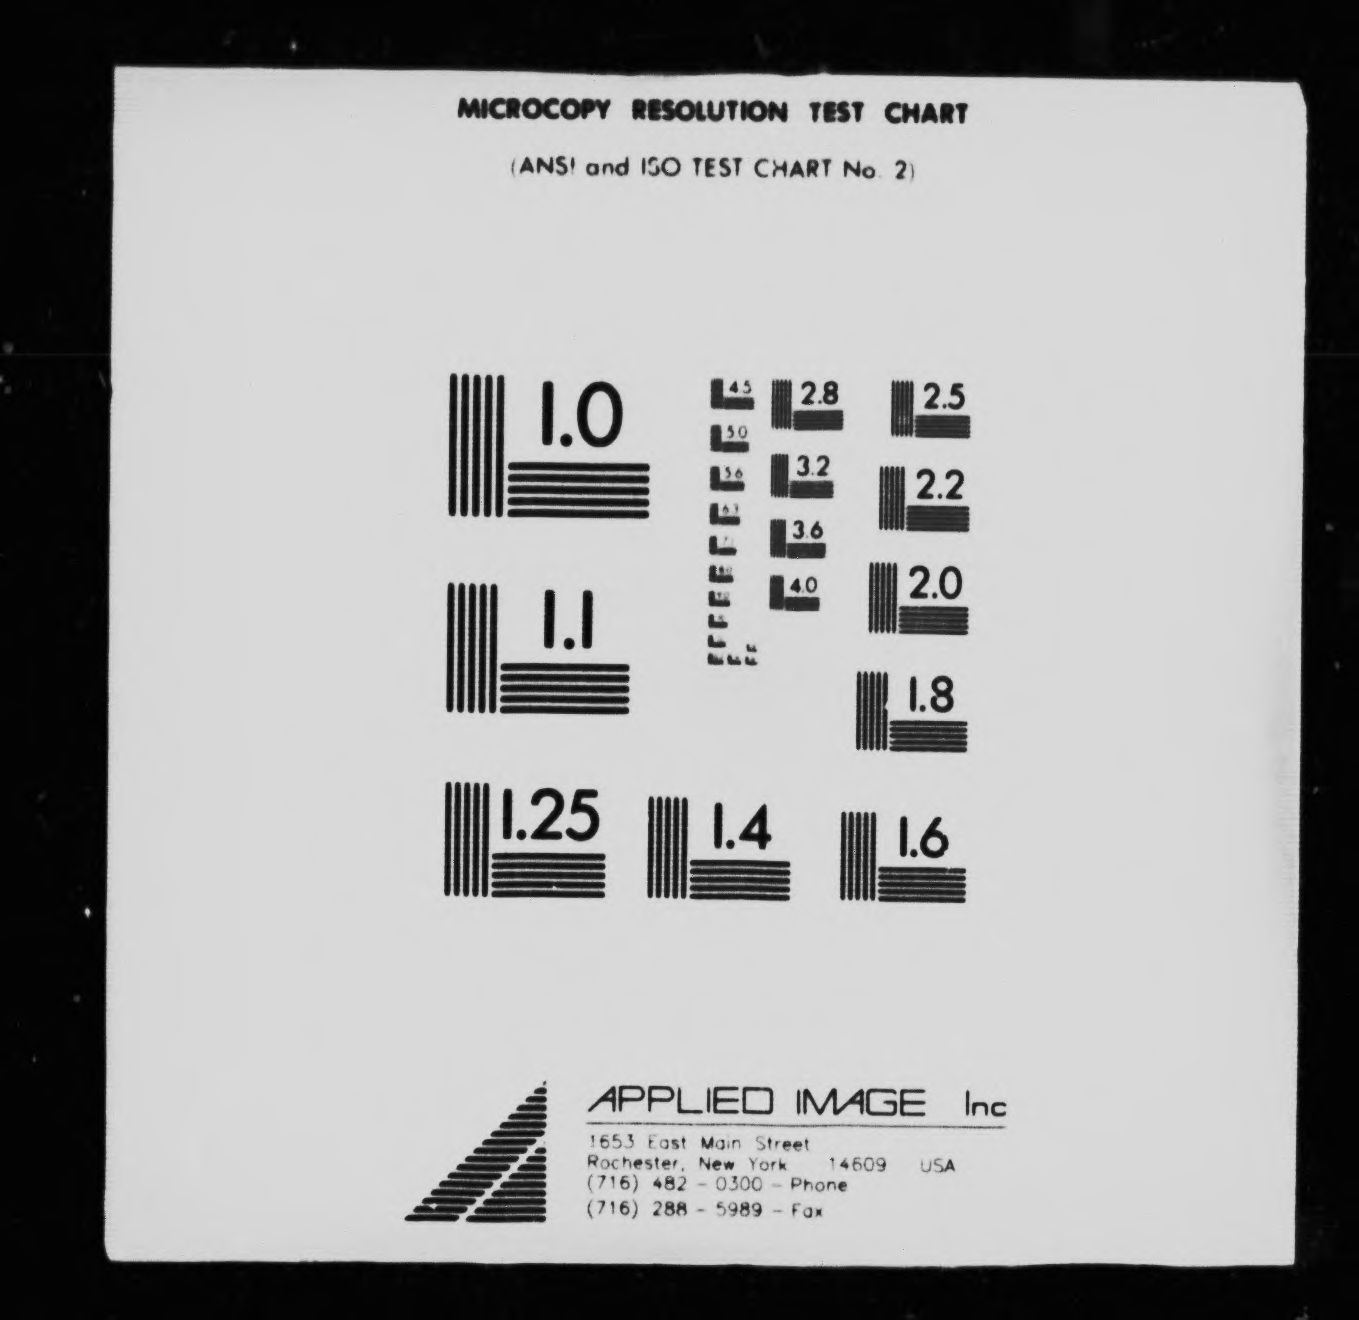 MICROCOPY RESOLUTION TEST CHART
(ANSI and ISO TEST CHART No. 2)
1.0
1.1
1.25
1.4
1.6
1.8
2.0
2.2
2.5
2.8
3.2
3.6
4.0
4.5
5.0
5.6
6.3
APPLIED IMAGE Inc
1653 East Main Street
Rochester, New York 14609 USA
(716) 482 - 0300 - Phone
(716) 288 - 5989 - Fax